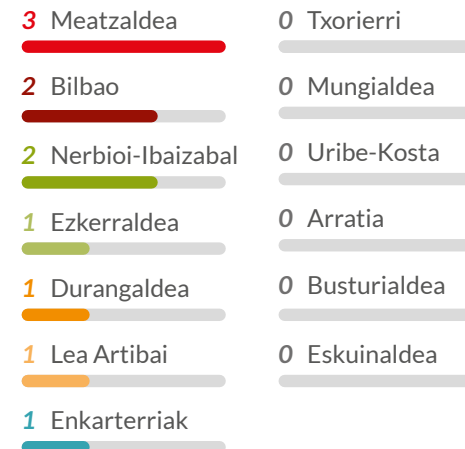 3 Meatzaldea
2 Bilbao
2 Nerbioi-Ibaizabal
1 Ezkerraldea
1 Durangaldea
1 Lea Artibai
1 Enkarterriak
0 Txorierri
0 Mungialdea
0 Uribe-Kosta
0 Arratia
0 Busturialdea
0 Eskuinaldea